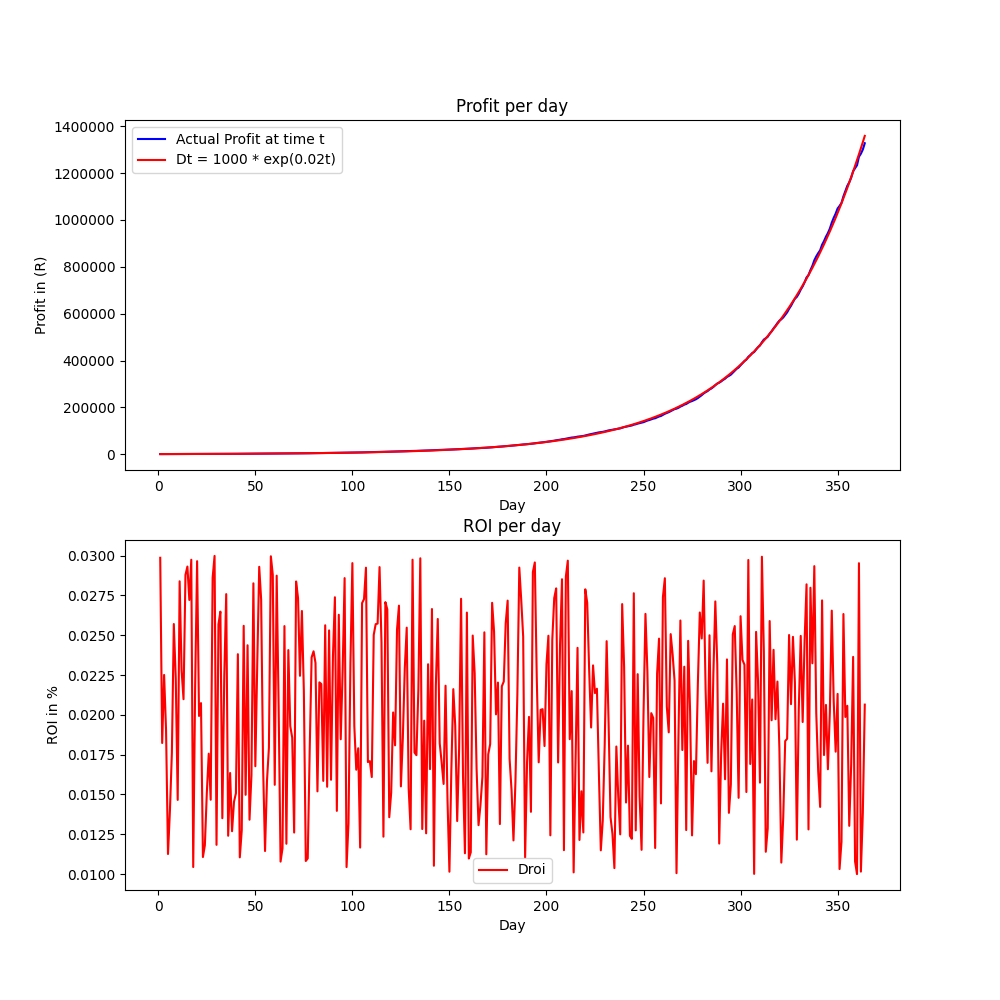 Profit per day
1400000
1200000
1000000
800000
600000
400000
200000
0
Profit in (R)
Actual Profit at time t
Dt = 1000 * exp(0.02t)
0 50 100 150 200 250 300 350
Day
ROI per day
0.0300
0.0275
0.0250
0.0225
0.0200
0.0175
0.0150
0.0125
0.0100
ROI in %
Droi
0 50 100 150 200 250 300 350
Day